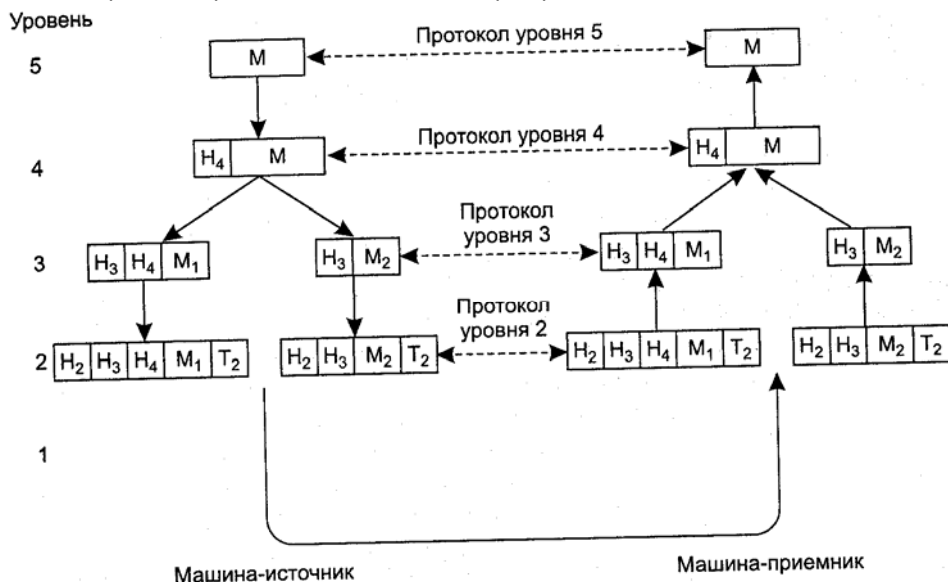 Уровень
5
M
Протокол уровня 5
M
4
H₄ M
Протокол уровня 4
H₄ M
3
H₃ H₄ M₁
H₃ M₂
Протокол
уровня 3
H₃ H₄ M₁
H₃ M₂
2
H₂ H₃ H₄ M₁ T₂
H₂ H₃ M₂ T₂
Протокол
уровня 2
H₂ H₃ H₄ M₁ T₂
H₂ H₃ M₂ T₂
1
Машина-источник
Машина-приемник